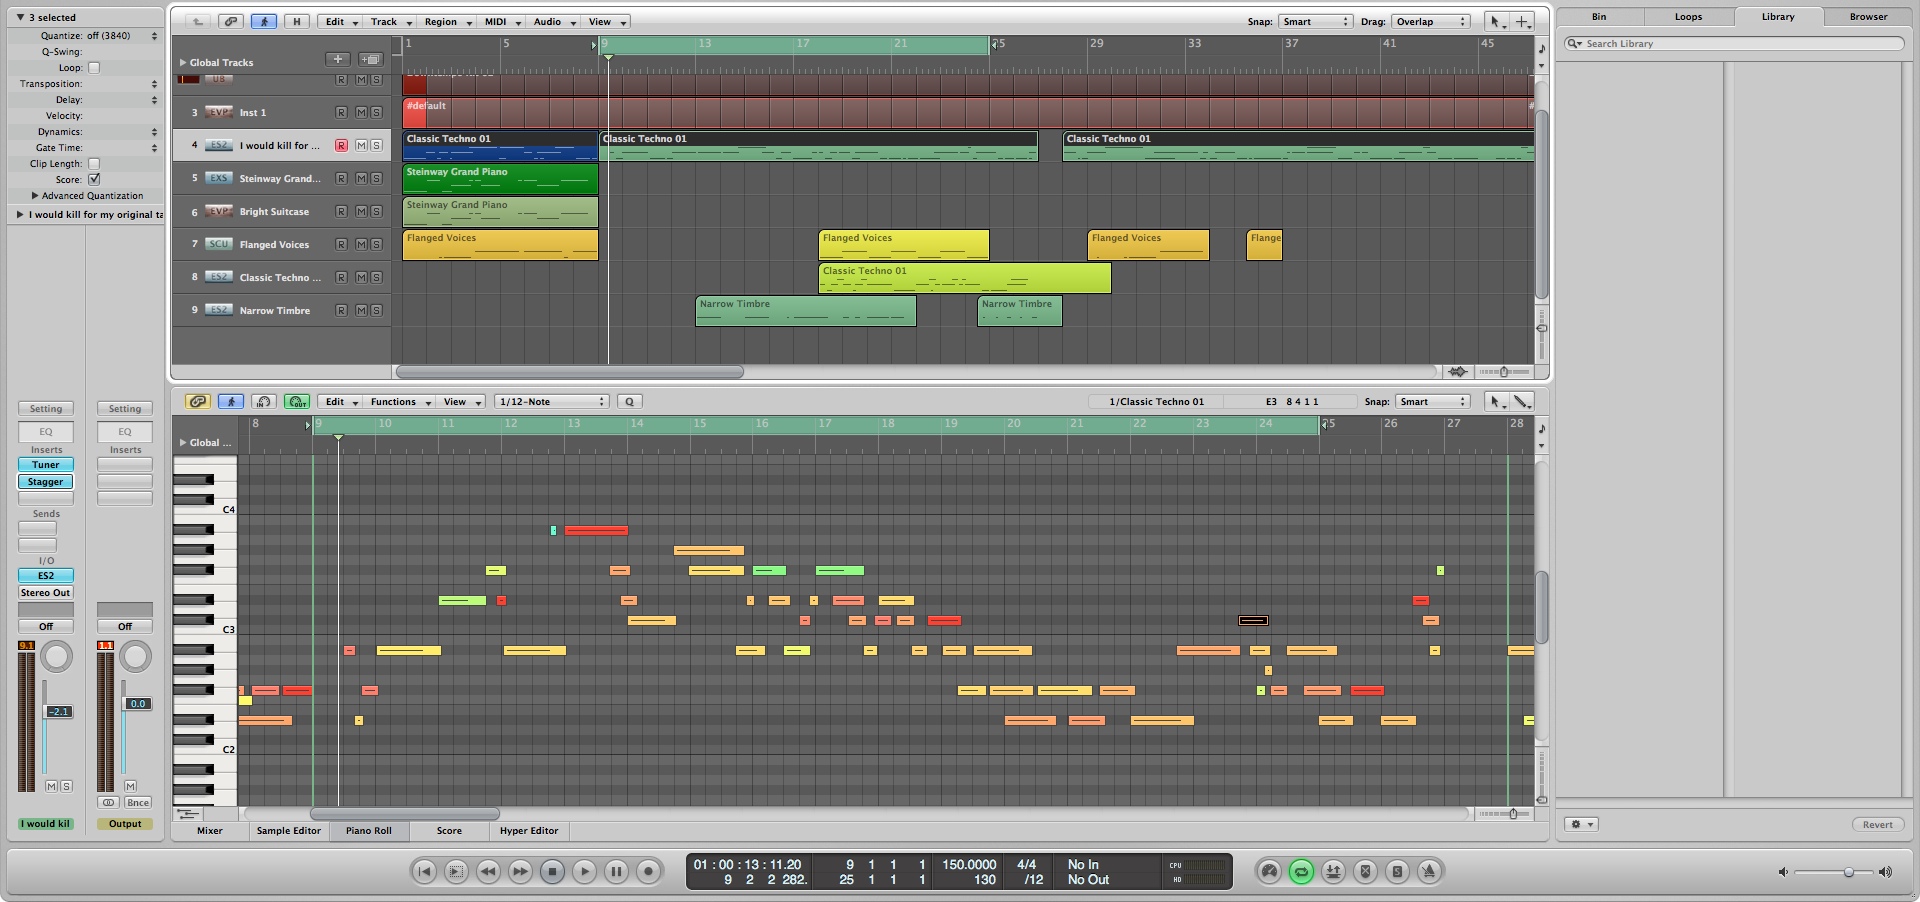 3 selected
Quantize: off (3840)
Q-Swing:
Loop:
Transposition:
Delay:
Velocity:
Dynamics:
Gate Time:
Clip Length:
Score:
Advanced Quantization
I would kill for my original ta
Setting Setting
EQ EQ
Inserts Inserts
Tuner
Stagger
Sends
I/O
ES2
Stereo Out
Off Off
9.1 1.1
-2.1 0.0
M S M
Bnce
I would kil Output
H Edit Track Region MIDI Audio View Snap: Smart Drag: Overlap
1 5 9 13 17 21 25 29 33 37 41 45
Global Tracks
U8 R M S
3 EVP Inst 1 R M S #default #
4 ES2 I would kill for ... R M S Classic Techno 01 Classic Techno 01 Classic Techno 01
5 EXS Steinway Grand... R M S Steinway Grand Piano
6 EVP Bright Suitcase R M S Steinway Grand Piano
7 SCU Flanged Voices R M S Flanged Voices Flanged Voices Flanged Voices Flange
8 ES2 Classic Techno ... R M S Classic Techno 01
9 ES2 Narrow Timbre R M S Narrow Timbre Narrow Timbre
IN OUT Edit Functions View 1/12-Note Q 1/Classic Techno 01 E3 8 4 1 1 Snap: Smart
8 9 10 11 12 13 14 15 16 17 18 19 20 21 22 23 24 25 26 27 28
Global ...
C4
C3
C2
Mixer Sample Editor Piano Roll Score Hyper Editor
01 : 00 : 13 : 11.20 9 1 1 1 150.0000 4/4 No In CPU
9 2 2 282. 25 1 1 1 130 /12 No Out HD
S
Bin Loops Library Browser
Search Library
Revert